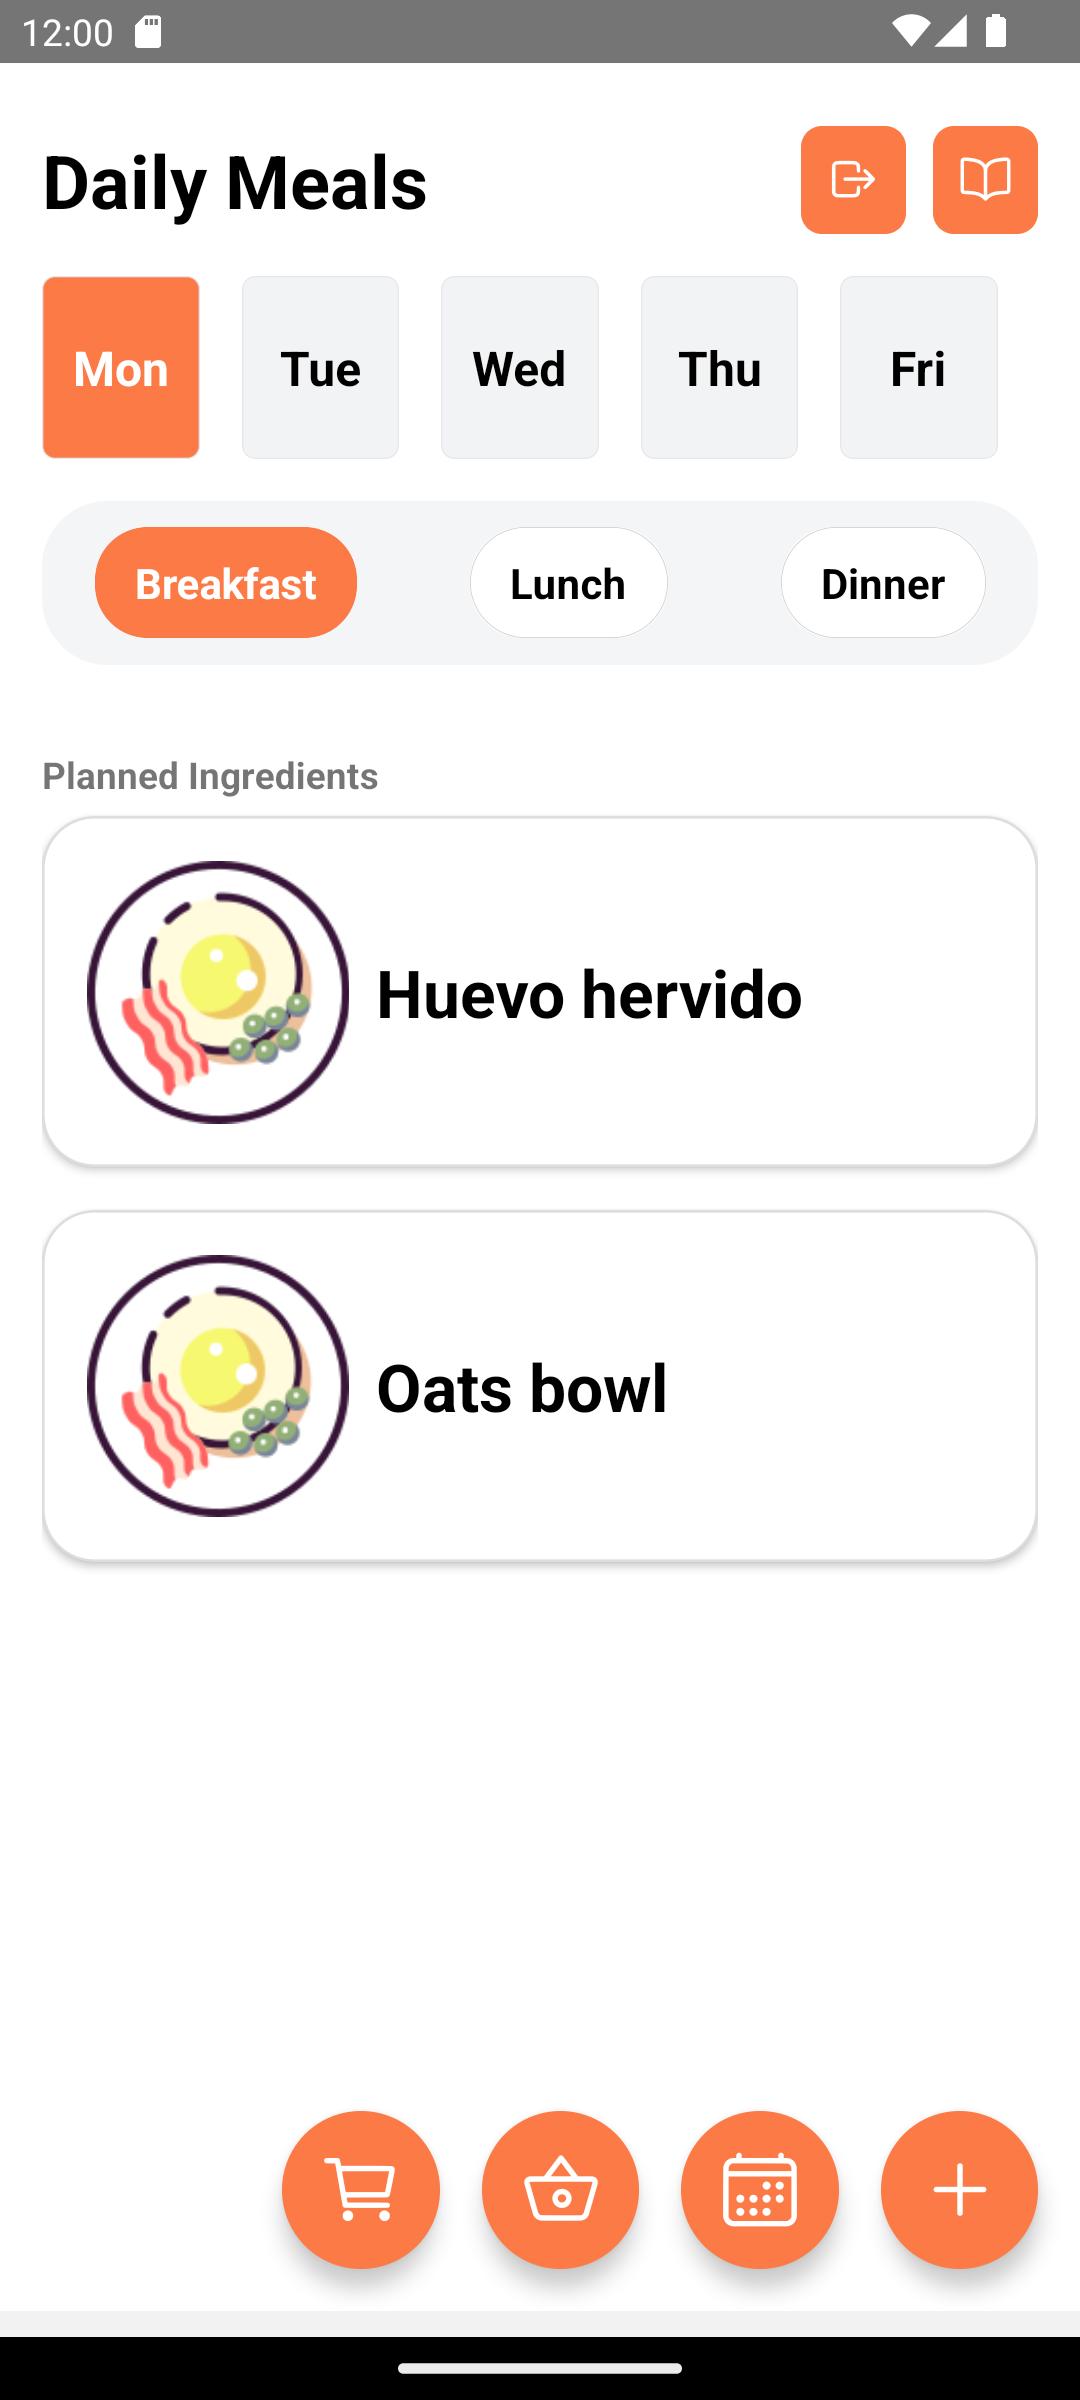 12:00
Daily Meals
Mon Tue Wed Thu Fri
Breakfast Lunch Dinner
Planned Ingredients
Huevo hervido
Oats bowl